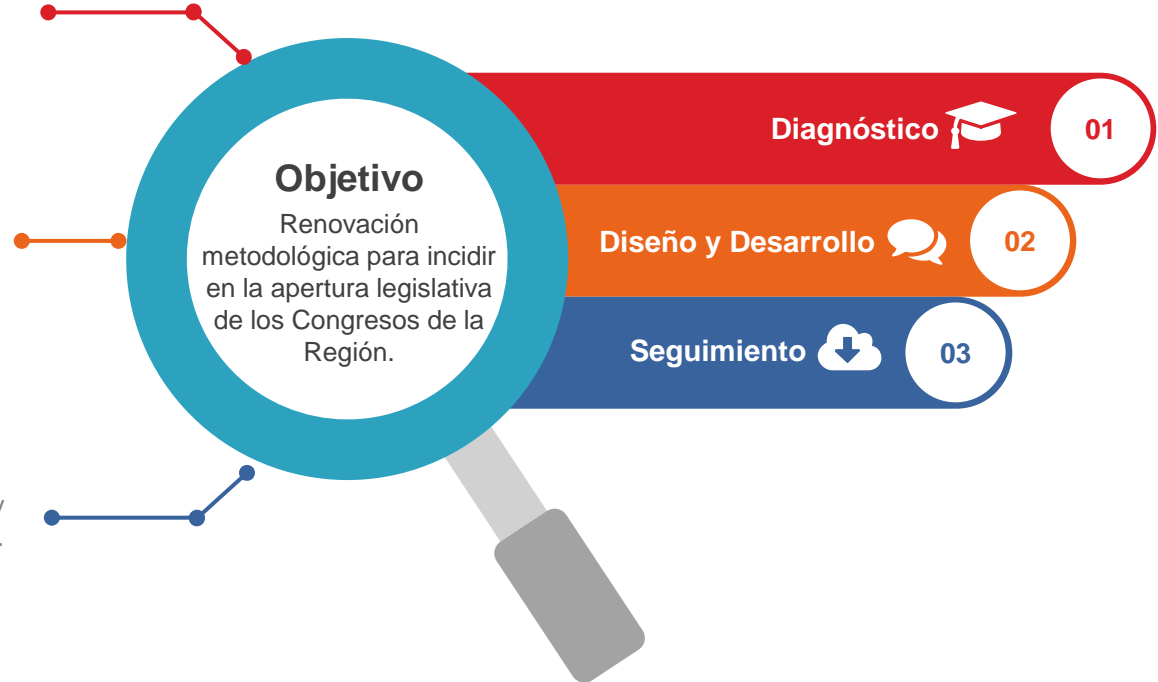 Objetivo
Renovación
metodológica para incidir
en la apertura legislativa
de los Congresos de la
Región.
Diagnóstico
01
Diseño y Desarrollo
02
Seguimiento
03